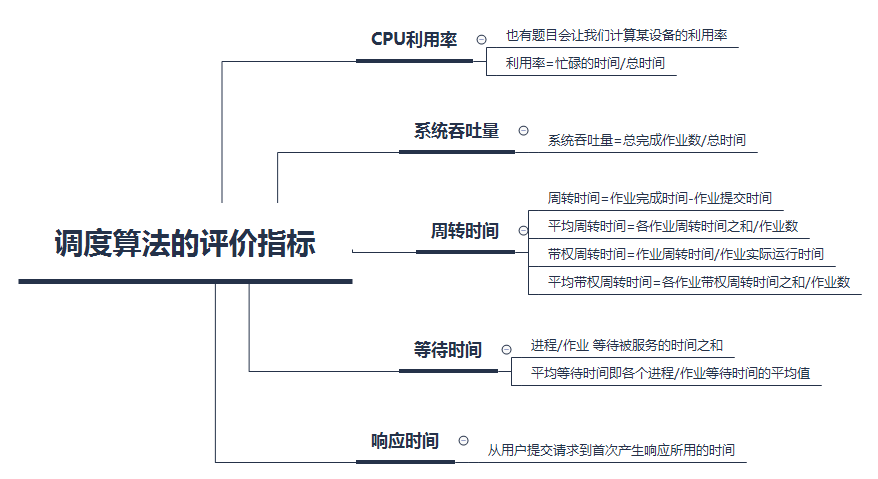 调度算法的评价指标
CPU利用率
也有题目会让我们计算某设备的利用率
利用率=忙碌的时间/总时间
系统吞吐量
系统吞吐量=总完成作业数/总时间
周转时间
周转时间=作业完成时间-作业提交时间
平均周转时间=各作业周转时间之和/作业数
带权周转时间=作业周转时间/作业实际运行时间
平均带权周转时间=各作业带权周转时间之和/作业数
等待时间
进程/作业 等待被服务的时间之和
平均等待时间即各个进程/作业等待时间的平均值
响应时间
从用户提交请求到首次产生响应所用的时间